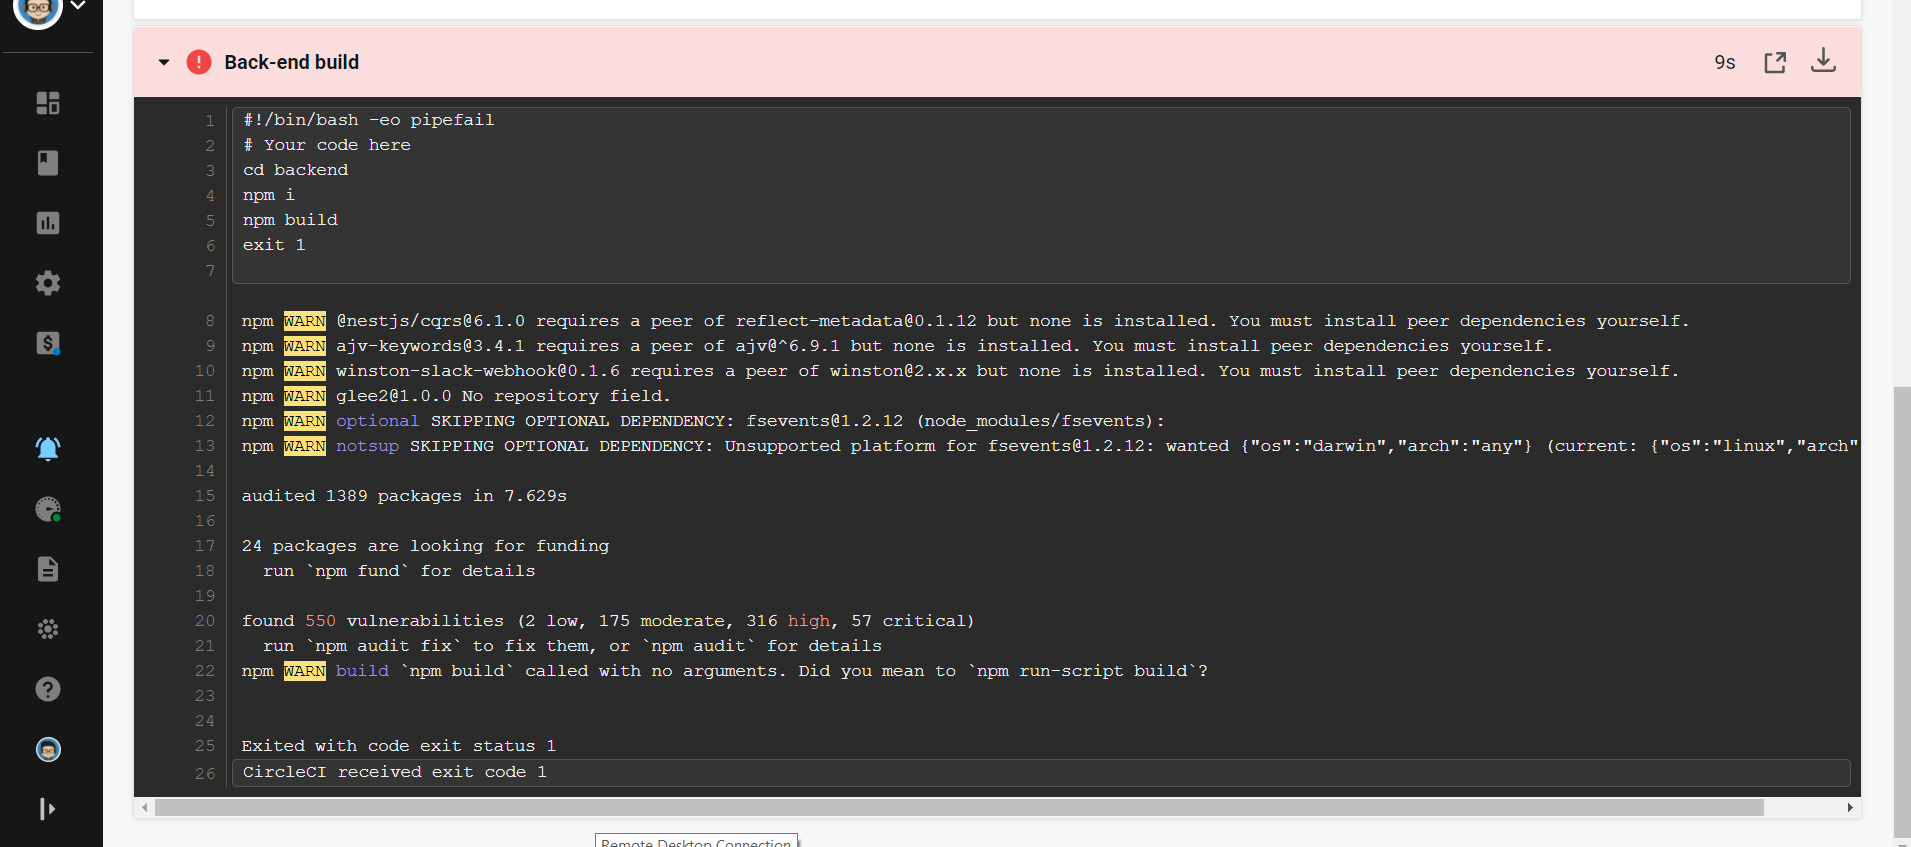 Back-end build
9s
1 #!/bin/bash -eo pipefail
2 # Your code here
3 cd backend
4 npm i
5 npm build
6 exit 1
7
8 npm WARN @nestjs/cqrs@6.1.0 requires a peer of reflect-metadata@0.1.12 but none is installed. You must install peer dependencies yourself.
9 npm WARN ajv-keywords@3.4.1 requires a peer of ajv@^6.9.1 but none is installed. You must install peer dependencies yourself.
10 npm WARN winston-slack-webhook@0.1.6 requires a peer of winston@2.x.x but none is installed. You must install peer dependencies yourself.
11 npm WARN glee2@1.0.0 No repository field.
12 npm WARN optional SKIPPING OPTIONAL DEPENDENCY: fsevents@1.2.12 (node_modules/fsevents):
13 npm WARN notsup SKIPPING OPTIONAL DEPENDENCY: Unsupported platform for fsevents@1.2.12: wanted {"os":"darwin","arch":"any"} (current: {"os":"linux","arch"
14
15 audited 1389 packages in 7.629s
16
17 24 packages are looking for funding
18 run `npm fund` for details
19
20 found 550 vulnerabilities (2 low, 175 moderate, 316 high, 57 critical)
21 run `npm audit fix` to fix them, or `npm audit` for details
22 npm WARN build `npm build` called with no arguments. Did you mean to `npm run-script build`?
23
24
25 Exited with code exit status 1
26 CircleCI received exit code 1
Remote Desktop Connection